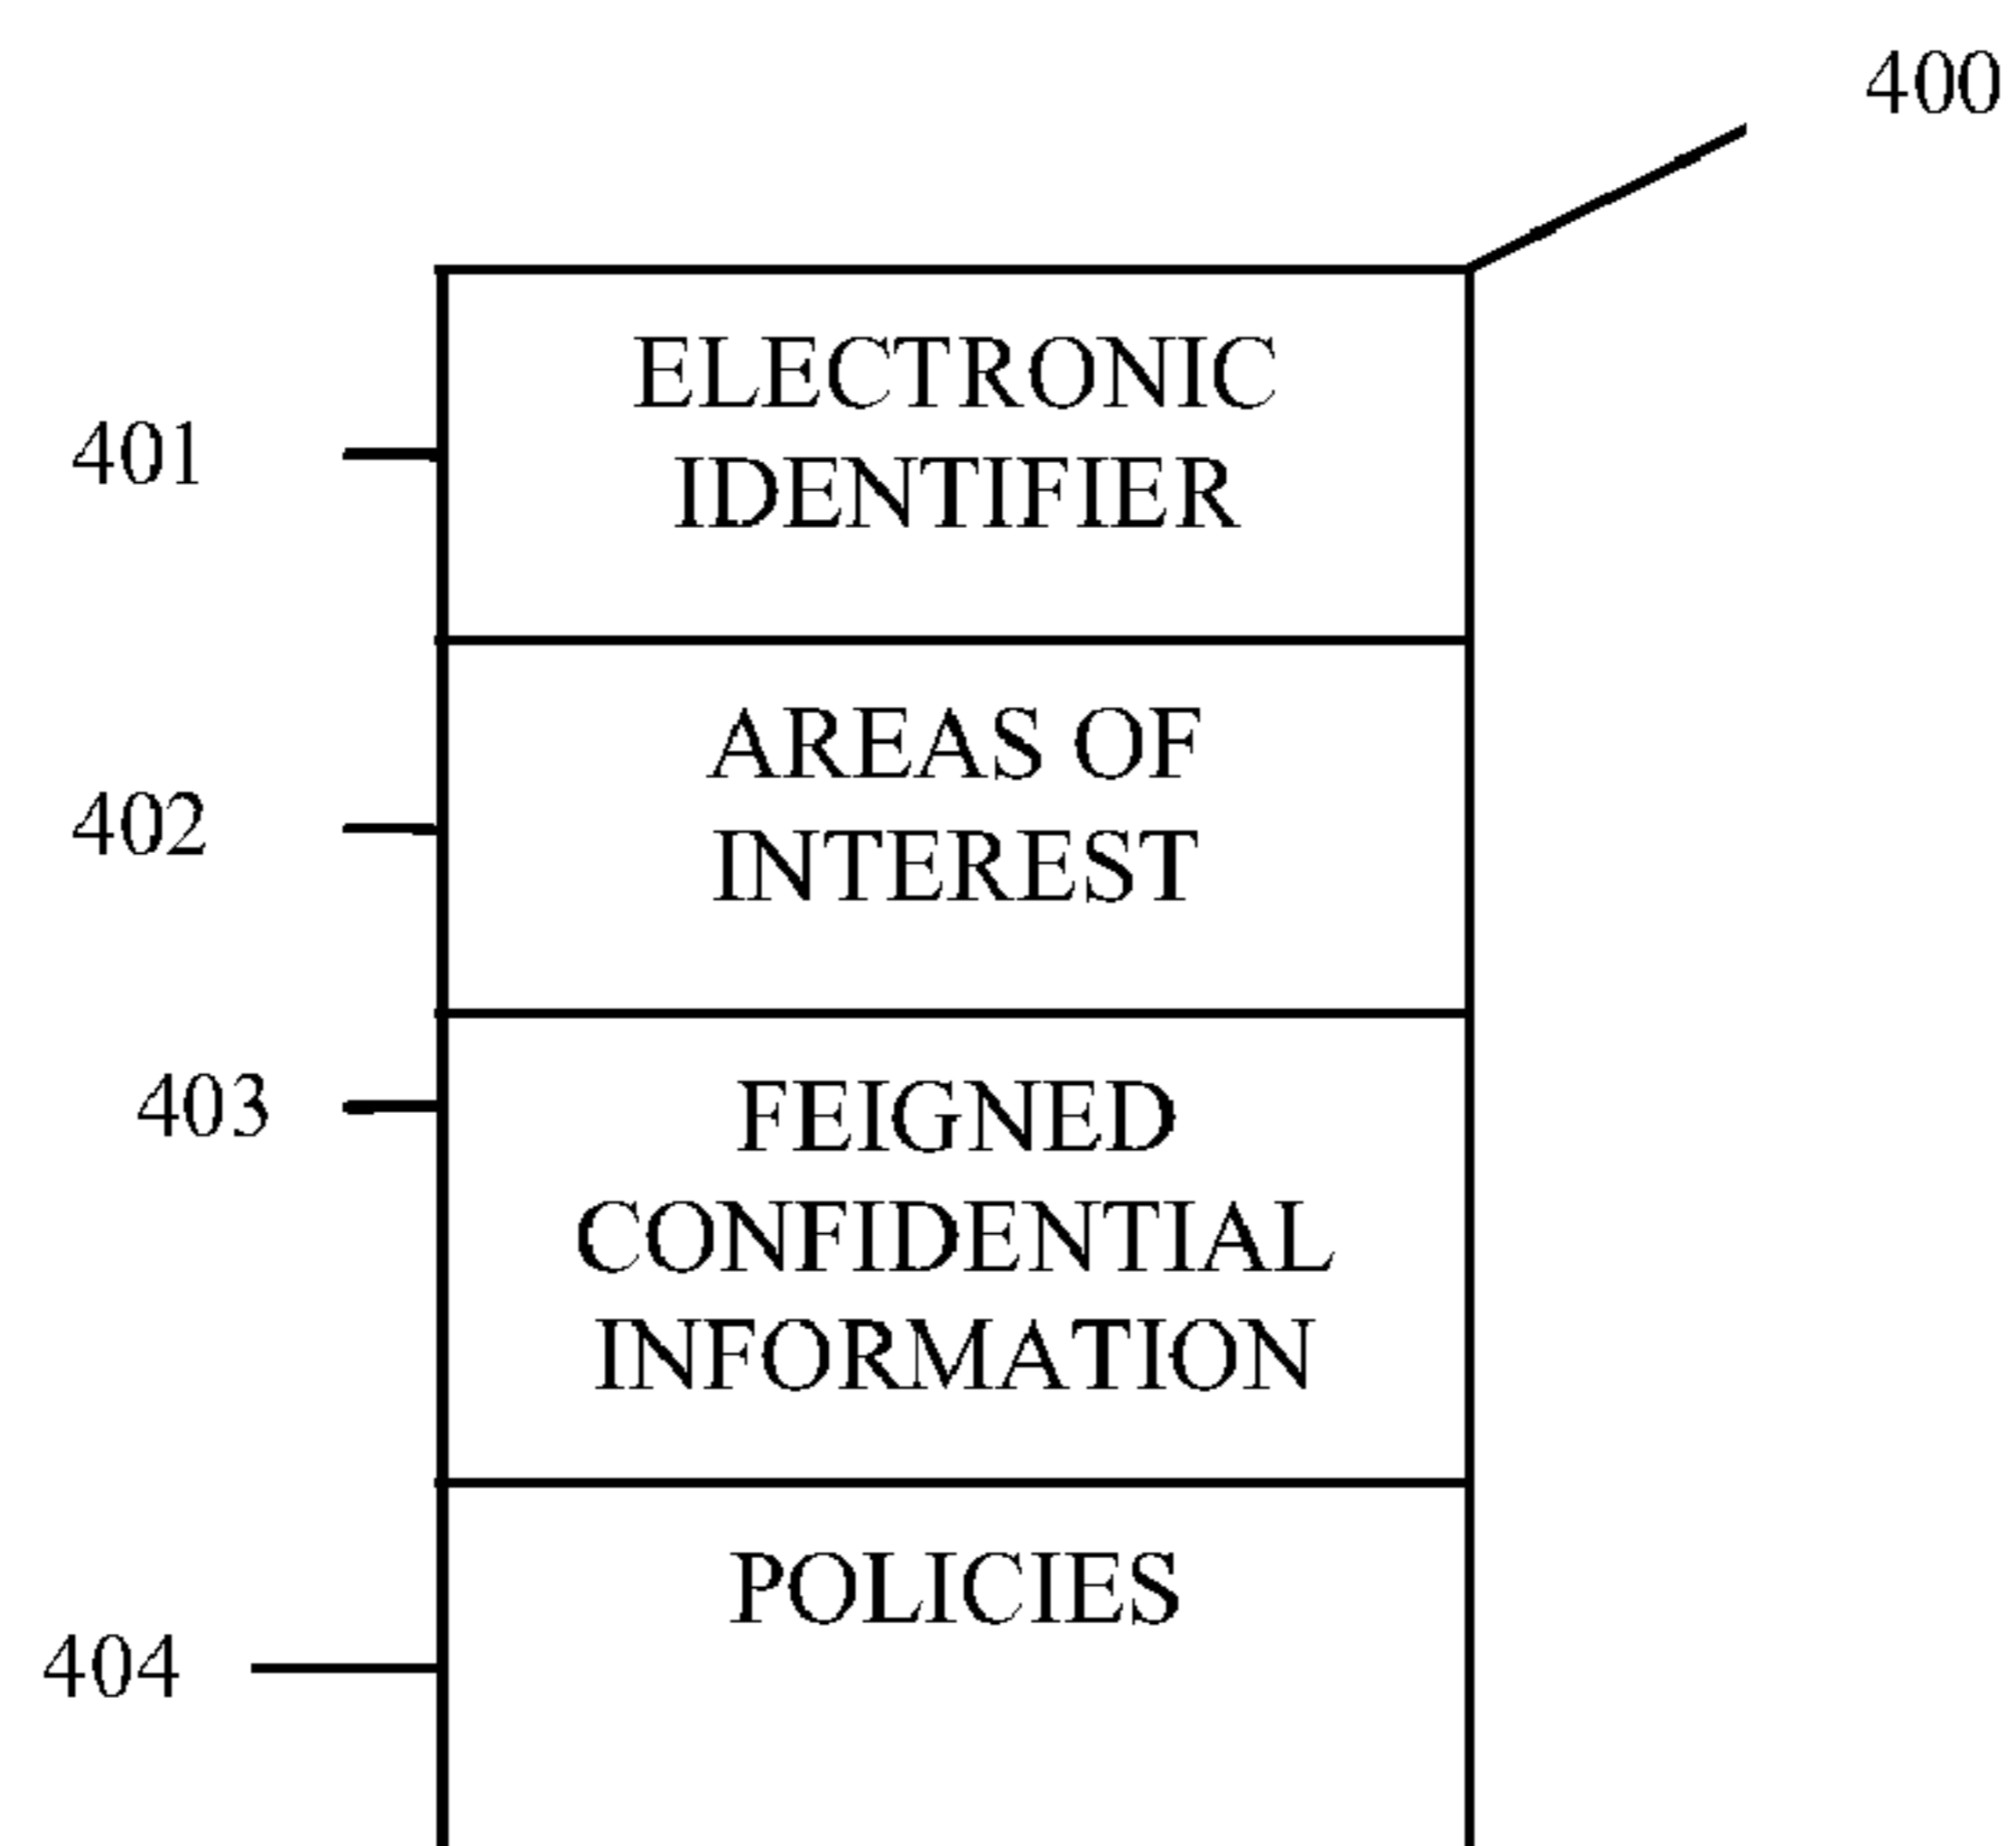 400
401
ELECTRONIC
IDENTIFIER
402
AREAS OF
INTEREST
403
FEIGNED
CONFIDENTIAL
INFORMATION
POLICIES
404